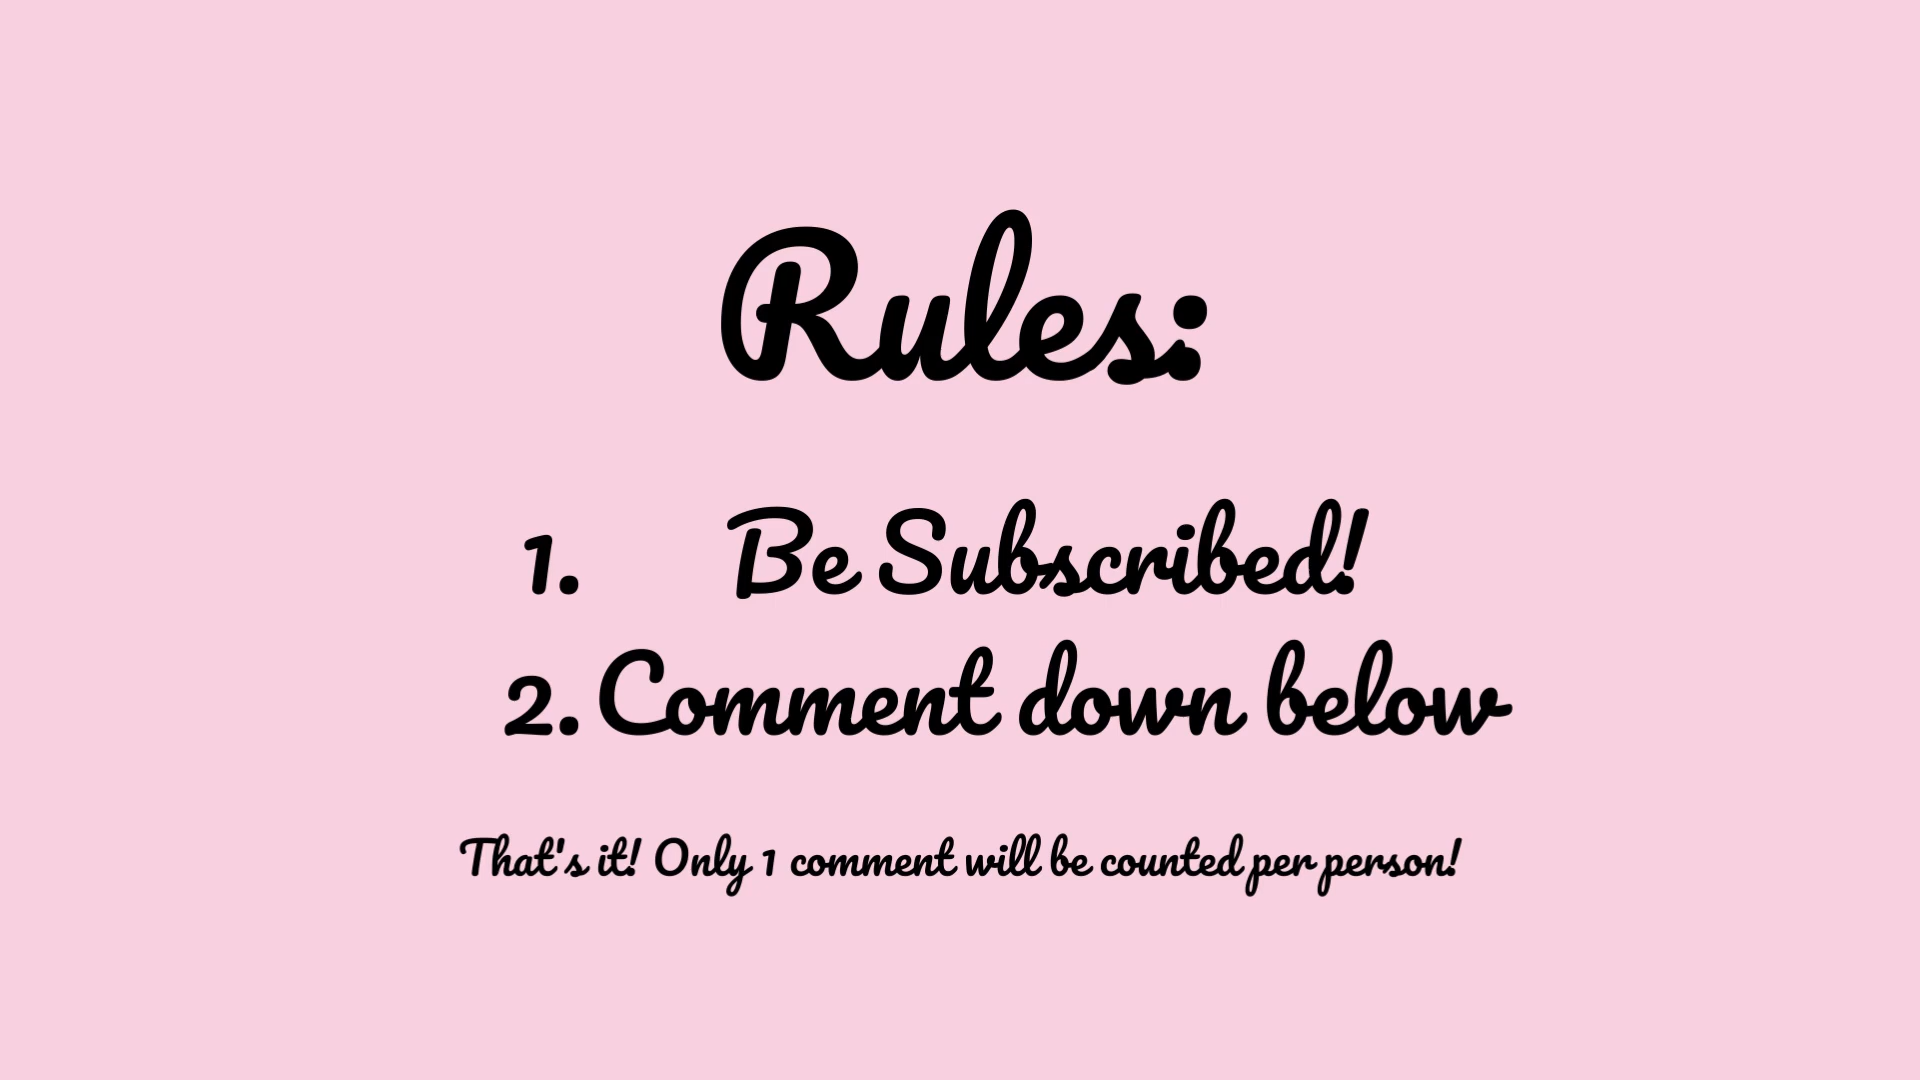 Rules:
1. Be Subscribed!
2. Comment down below
That's it! Only 1 comment will be counted per person!